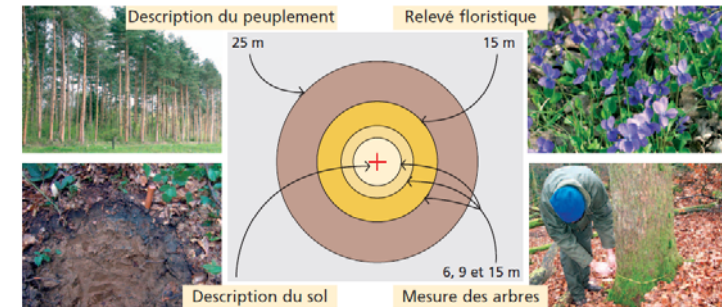 Description du peuplement
Relevé floristique
25 m
15 m
6, 9 et 15 m
Description du sol
Mesure des arbres